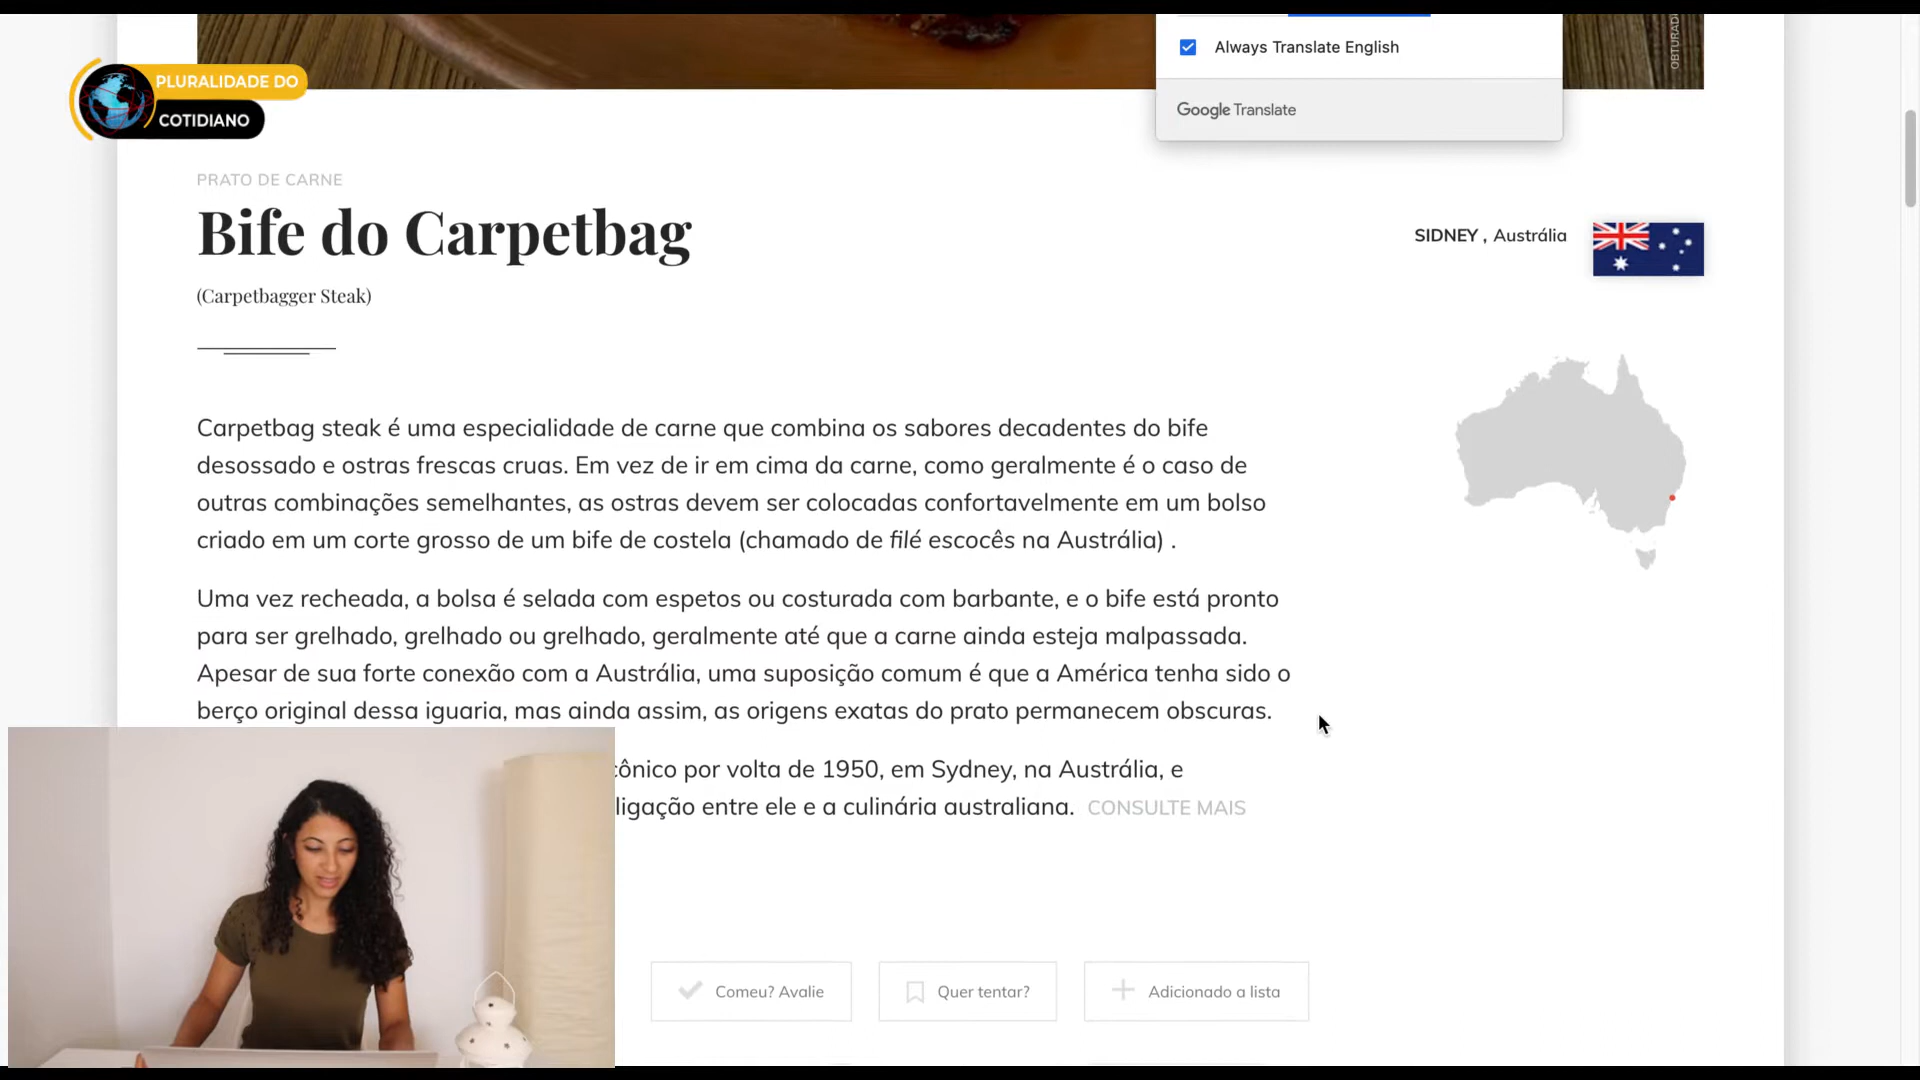 Always Translate English
Google Translate
PLURALIDADE DO
COTIDIANO
PRATO DE CARNE
Bife do Carpetbag
SIDNEY , Austrália
(Carpetbagger Steak)
Carpetbag steak é uma especialidade de carne que combina os sabores decadentes do bife
desossado e ostras frescas cruas. Em vez de ir em cima da carne, como geralmente é o caso de
outras combinações semelhantes, as ostras devem ser colocadas confortavelmente em um bolso
criado em um corte grosso de um bife de costela (chamado de filé escocês na Austrália) .
Uma vez recheada, a bolsa é selada com espetos ou costurada com barbante, e o bife está pronto
para ser grelhado, grelhado ou grelhado, geralmente até que a carne ainda esteja malpassada.
Apesar de sua forte conexão com a Austrália, uma suposição comum é que a América tenha sido o
berço original dessa iguaria, mas ainda assim, as origens exatas do prato permanecem obscuras.
por volta de 1950, em Sydney, na Austrália, e
ligação entre ele e a culinária australiana. CONSULTE MAIS
Comeu? Avalie
Quer tentar?
Adicionado a lista